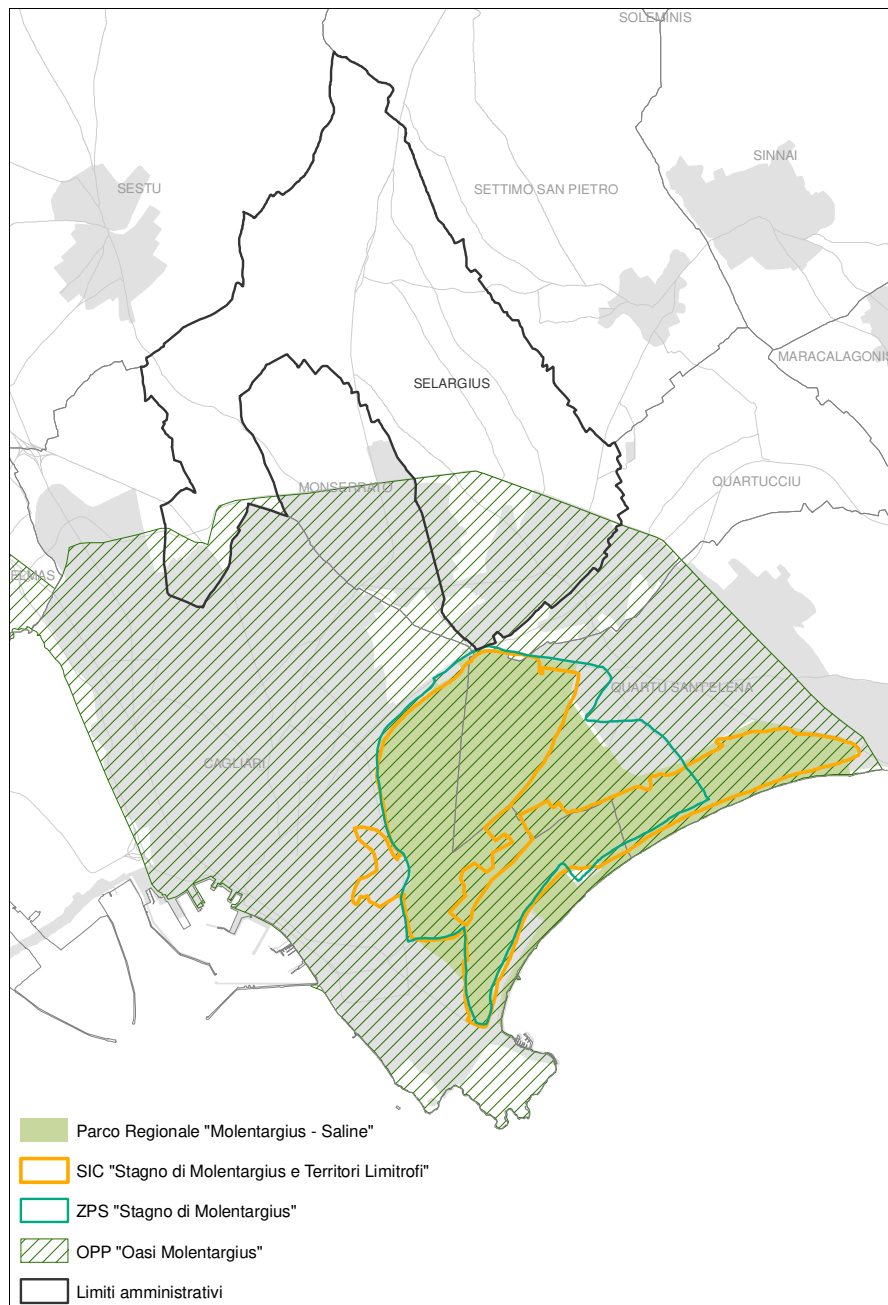 SOLEMINIS
SINNAI
SESTU
SETTIMO SAN PIETRO
MARACALAGONIS
SELARGIUS
MONSERRATO
QUARTUCCIU
ELMAS
QUARTU SANT'ELENA
CAGLIARI
Parco Regionale "Molentargius - Saline"
SIC "Stagno di Molentargius e Territori Limitrofi"
ZPS "Stagno di Molentargius"
OPP "Oasi Molentargius"
Limiti amministrativi